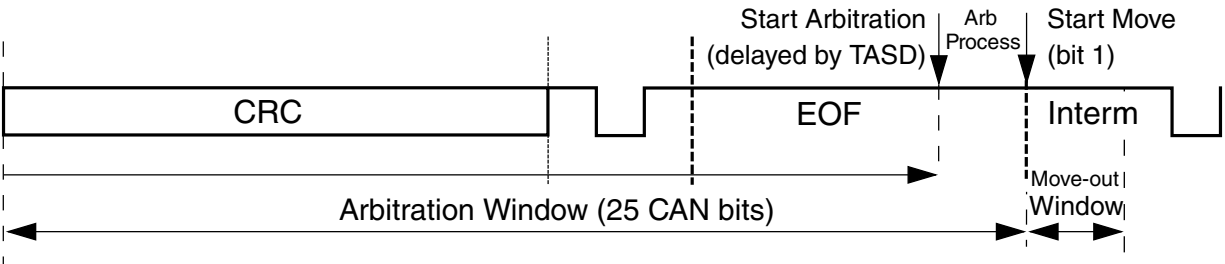 Start Arbitration
(delayed by TASD)
Arb
Process
Start Move
(bit 1)
CRC
EOF
Interm
Move-out
Window
Arbitration Window (25 CAN bits)